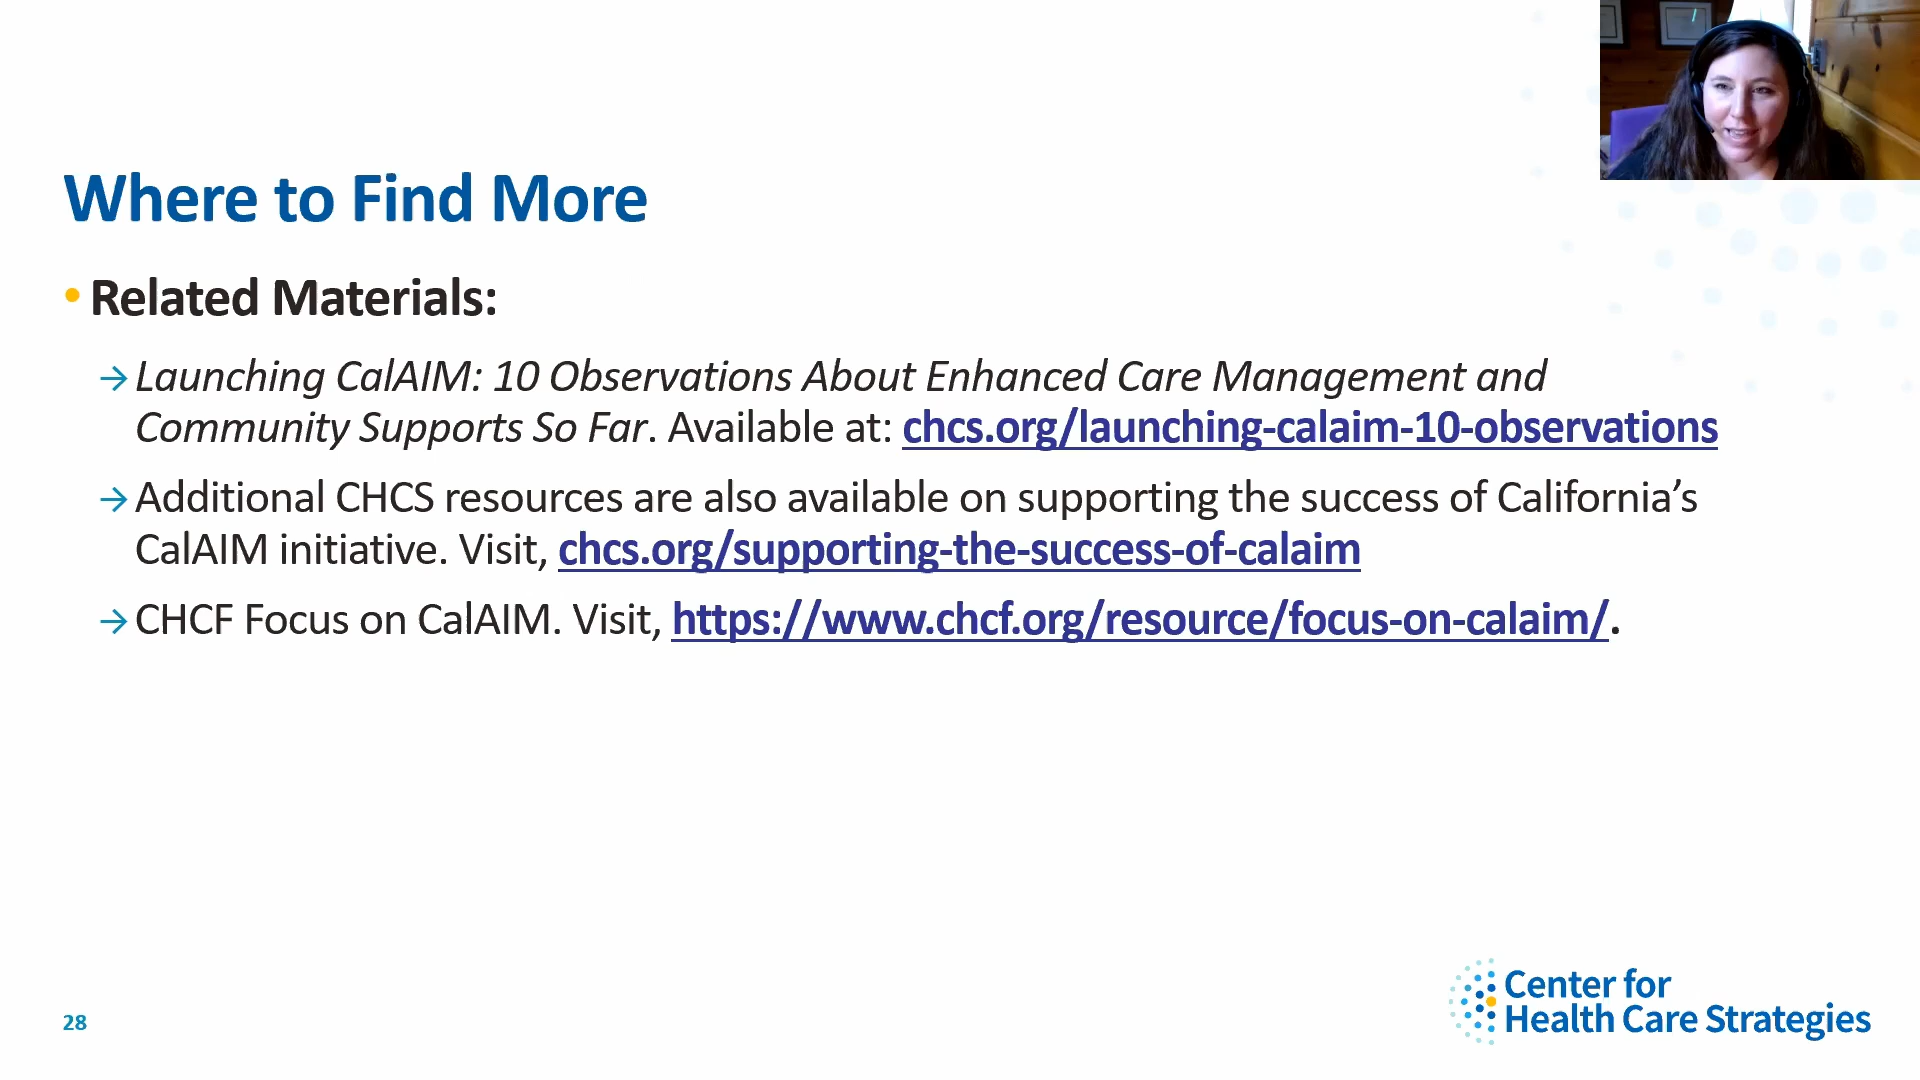 Where to Find More
• Related Materials:
→ Launching CalAIM: 10 Observations About Enhanced Care Management and
Community Supports So Far. Available at: chcs.org/launching-calaim-10-observations
→ Additional CHCS resources are also available on supporting the success of California’s
CalAIM initiative. Visit, chcs.org/supporting-the-success-of-calaim
→ CHCF Focus on CalAIM. Visit, https://www.chcf.org/resource/focus-on-calaim/.
28
Center for
Health Care Strategies